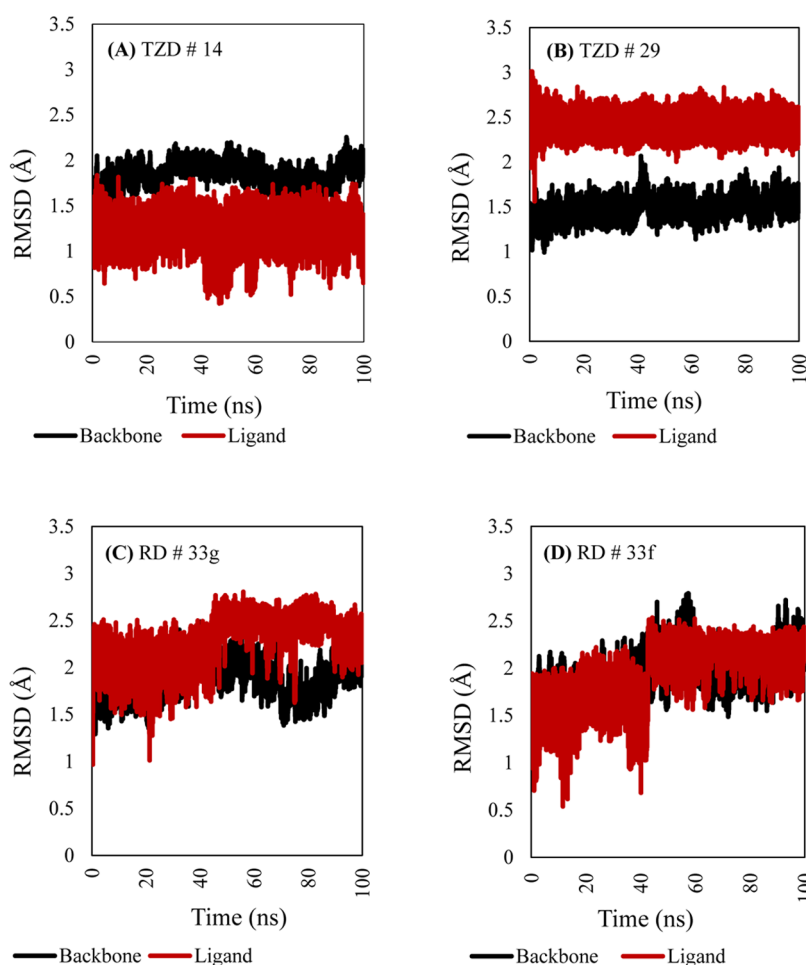 (A) TZD # 14
RMSD (Å)
3.5
3
2.5
2
1.5
1
0.5
0
0 20 40 60 80 100
Time (ns)
Backbone Ligand
(B) TZD # 29
RMSD (Å)
3.5
3
2.5
2
1.5
1
0.5
0
0 20 40 60 80 100
Time (ns)
Backbone Ligand
(C) RD # 33g
RMSD (Å)
3.5
3
2.5
2
1.5
1
0.5
0
0 20 40 60 80 100
Time (ns)
Backbone Ligand
(D) RD # 33f
RMSD (Å)
3.5
3
2.5
2
1.5
1
0.5
0
0 20 40 60 80 100
Time (ns)
Backbone Ligand